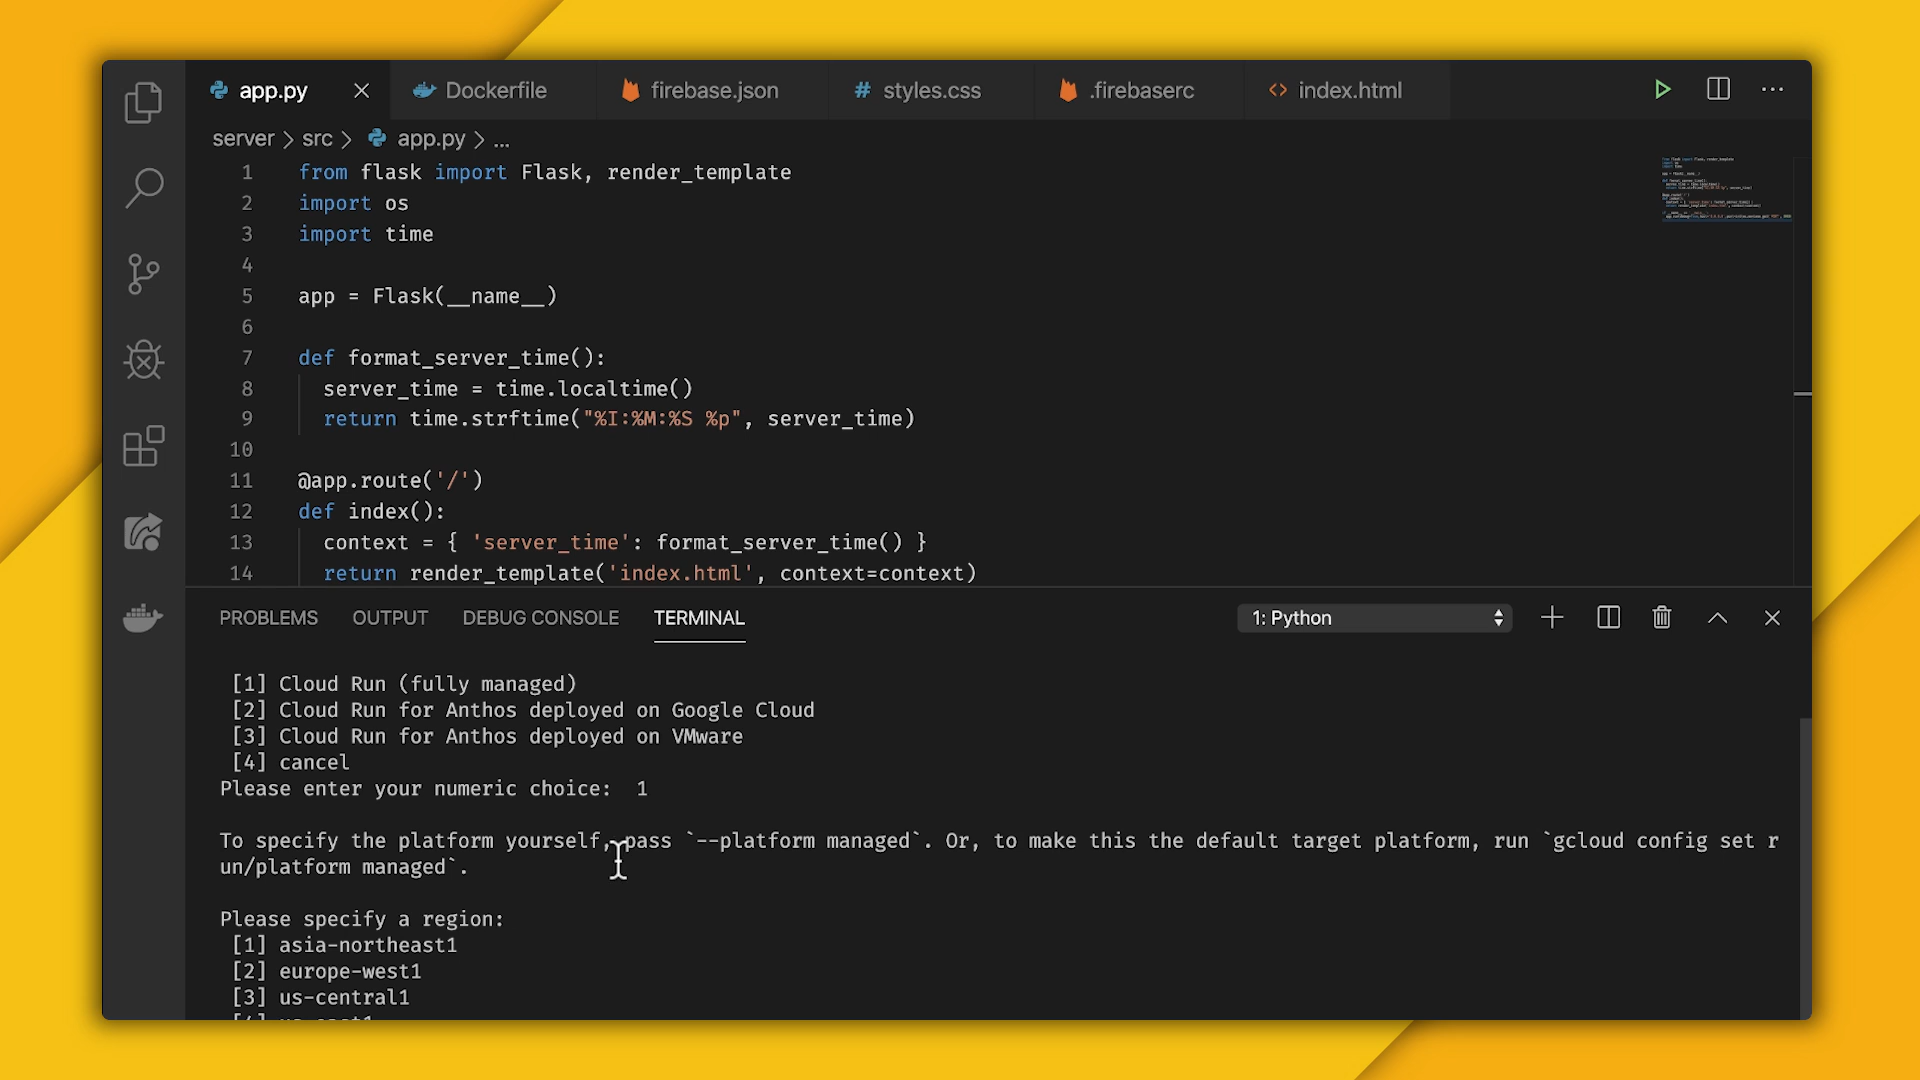 app.py
Dockerfile
firebase.json
# styles.css
.firebaserc
<> index.html
server > src > app.py > ...
1 from flask import Flask, render_template
2 import os
3 import time
4
5 app = Flask(__name__)
6
7 def format_server_time():
8 server_time = time.localtime()
9 return time.strftime("%I:%M:%S %p", server_time)
10
11 @app.route('/')
12 def index():
13 context = { 'server_time': format_server_time() }
14 return render_template('index.html', context=context)
PROBLEMS OUTPUT DEBUG CONSOLE TERMINAL
1: Python
[1] Cloud Run (fully managed)
[2] Cloud Run for Anthos deployed on Google Cloud
[3] Cloud Run for Anthos deployed on VMware
[4] cancel
Please enter your numeric choice: 1
To specify the platform yourself, pass `--platform managed`. Or, to make this the default target platform, run `gcloud config set r
un/platform managed`.
Please specify a region:
[1] asia-northeast1
[2] europe-west1
[3] us-central1